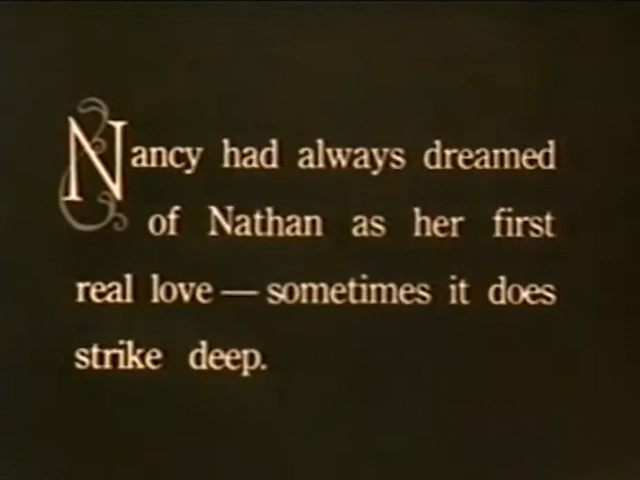 Nancy had always dreamed
of Nathan as her first
real love — sometimes it does
strike deep.